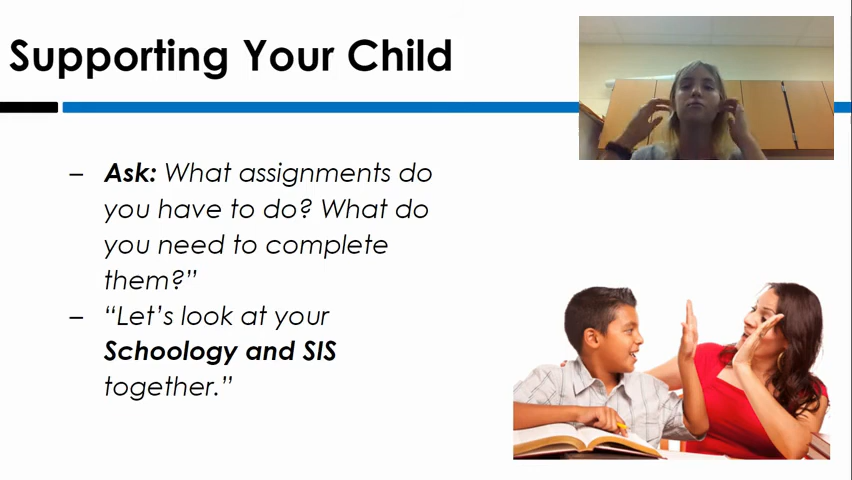 Supporting Your Child
– Ask: What assignments do
you have to do? What do
you need to complete
them?”
– “Let’s look at your
Schoology and SIS
together.”